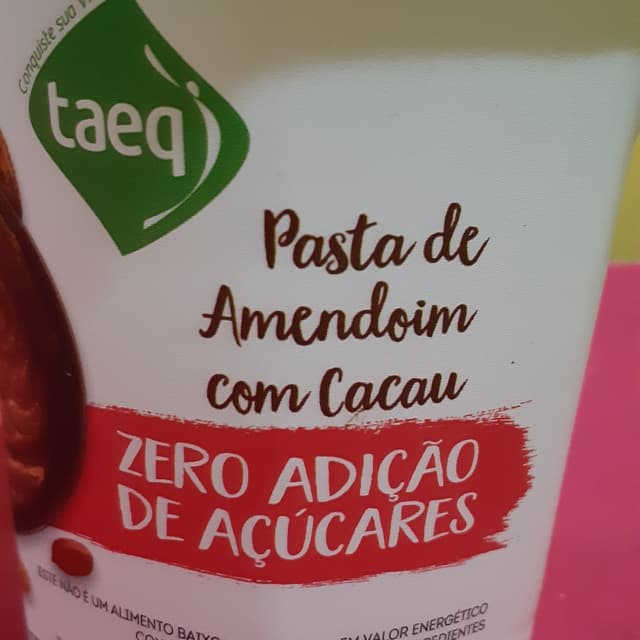 Conquiste sua
taeq
Pasta de
Amendoim
com Cacau
ZERO ADIÇÃO
DE AÇÚCARES
ESTE NÃO É UM ALIMENTO BAIXO EM VALOR ENERGÉTICO